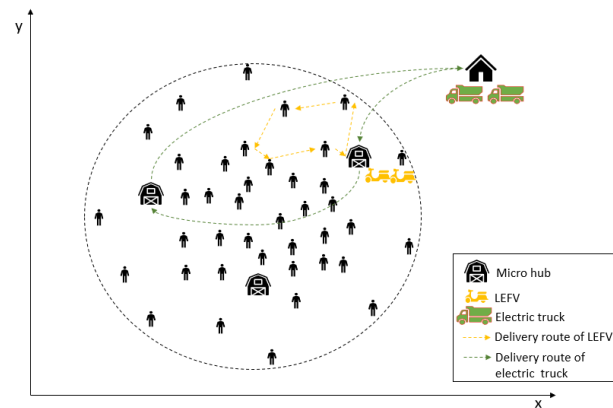 y
Micro hub
LEFV
Electric truck
Delivery route of LEFV
Delivery route of
electric truck
x